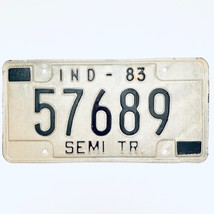 IND - 83
57689
SEMI TR.